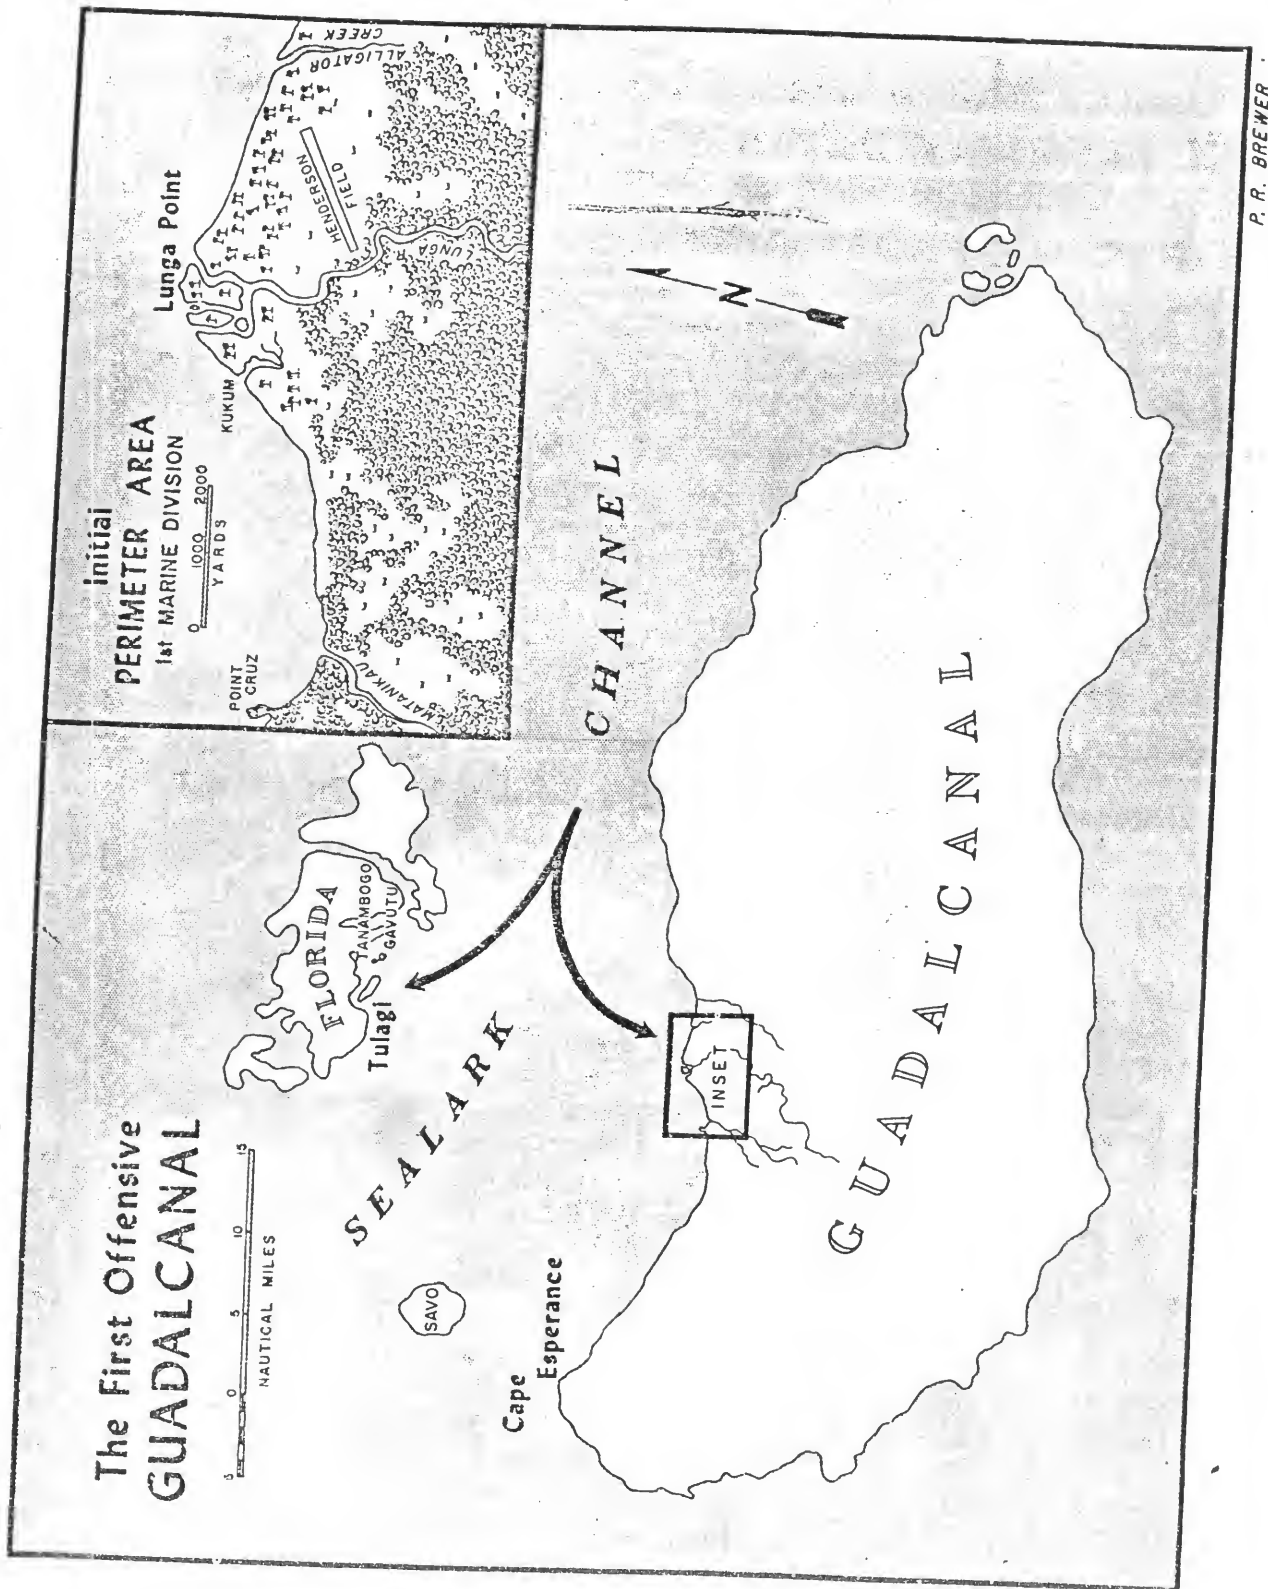 The First Offensive
GUADALCANAL
5 0 5 10 15
NAUTICAL MILES
Initial
PERIMETER AREA
1st MARINE DIVISION
0 1000 2000
YARDS
POINT
CRUZ
KUKUM
Lunga Point
MATANIKAU
LUNGA
HENDERSON
FIELD
ALLIGATOR
CREEK
FLORIDA
TANAMBOGO
GAVUTU
Tulagi
SEALARK
CHANNEL
SAVO
Cape
Esperance
INSET
GUADALCANAL
N
P. R. BREWER